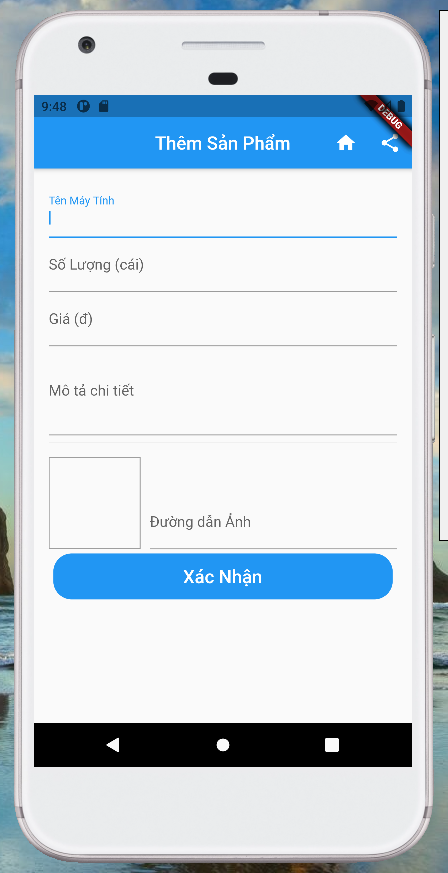 9:48
DEBUG
Thêm Sản Phẩm
Tên Máy Tính
Số Lượng (cái)
Giá (đ)
Mô tả chi tiết
Đường dẫn Ảnh
Xác Nhận